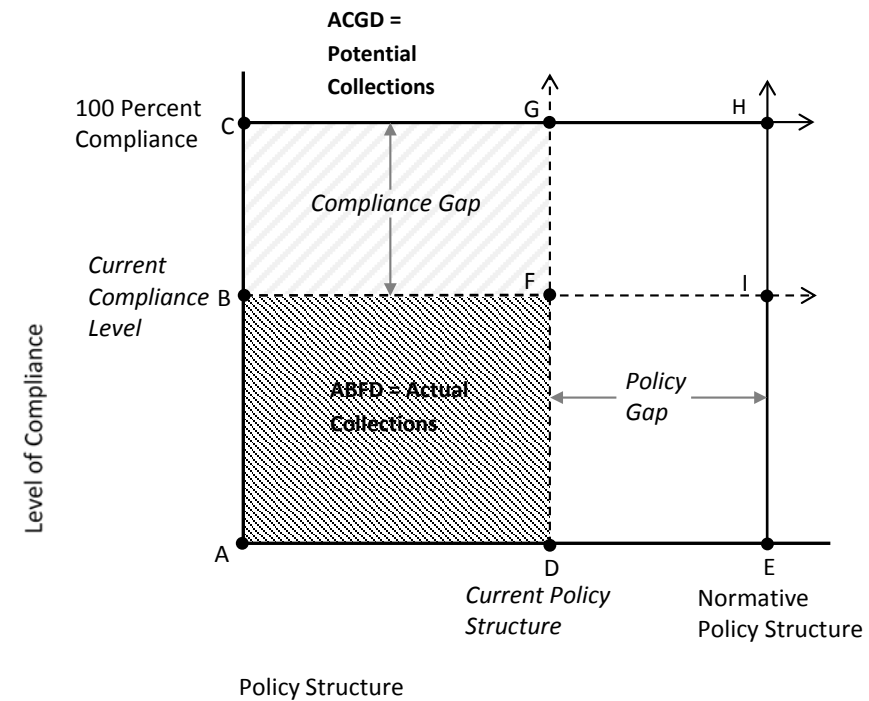 ACGD =
Potential
Collections
100 Percent
Compliance
C
G
H
Compliance Gap
Current
Compliance
Level
B
F
I
Level of Compliance
ABFD = Actual
Collections
Policy
Gap
A
D
E
Current Policy
Structure
Normative
Policy Structure
Policy Structure